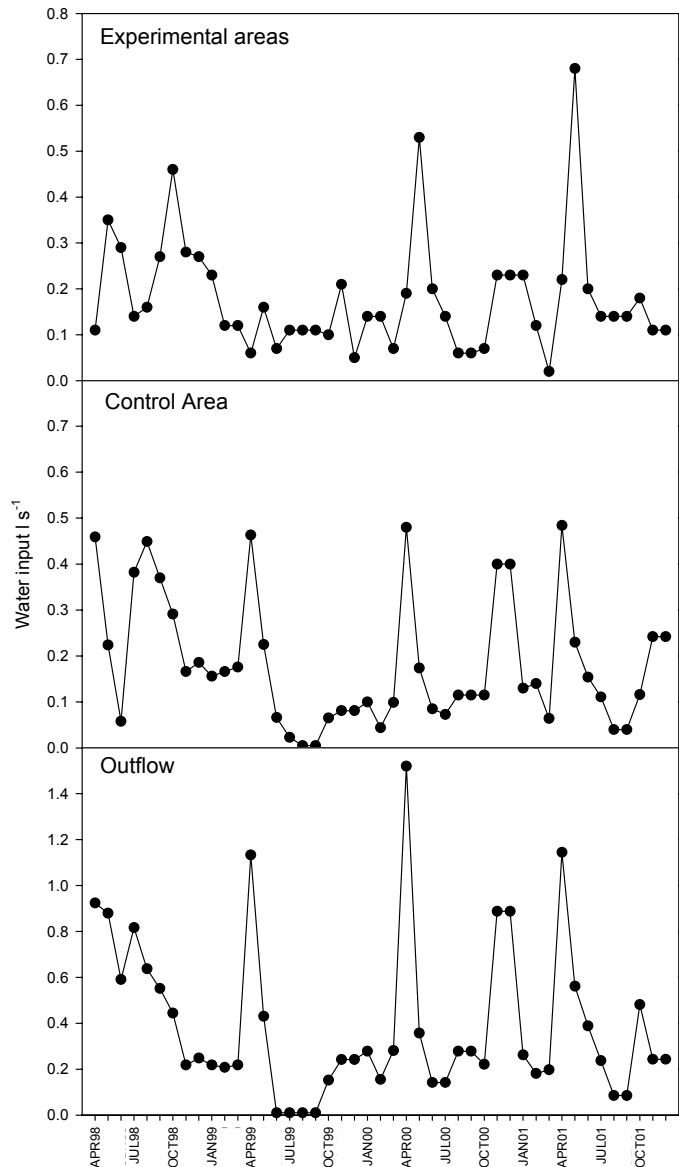 Experimental areas
0.8
0.7
0.6
0.5
0.4
0.3
0.2
0.1
0.0
Control Area
0.7
0.6
0.5
0.4
0.3
0.2
0.1
0.0
Water input l s-1
Outflow
1.4
1.2
1.0
0.8
0.6
0.4
0.2
0.0
APR98
JUL98
OCT98
JAN99
APR99
JUL99
OCT99
JAN00
APR00
JUL00
OCT00
JAN01
APR01
JUL01
OCT01